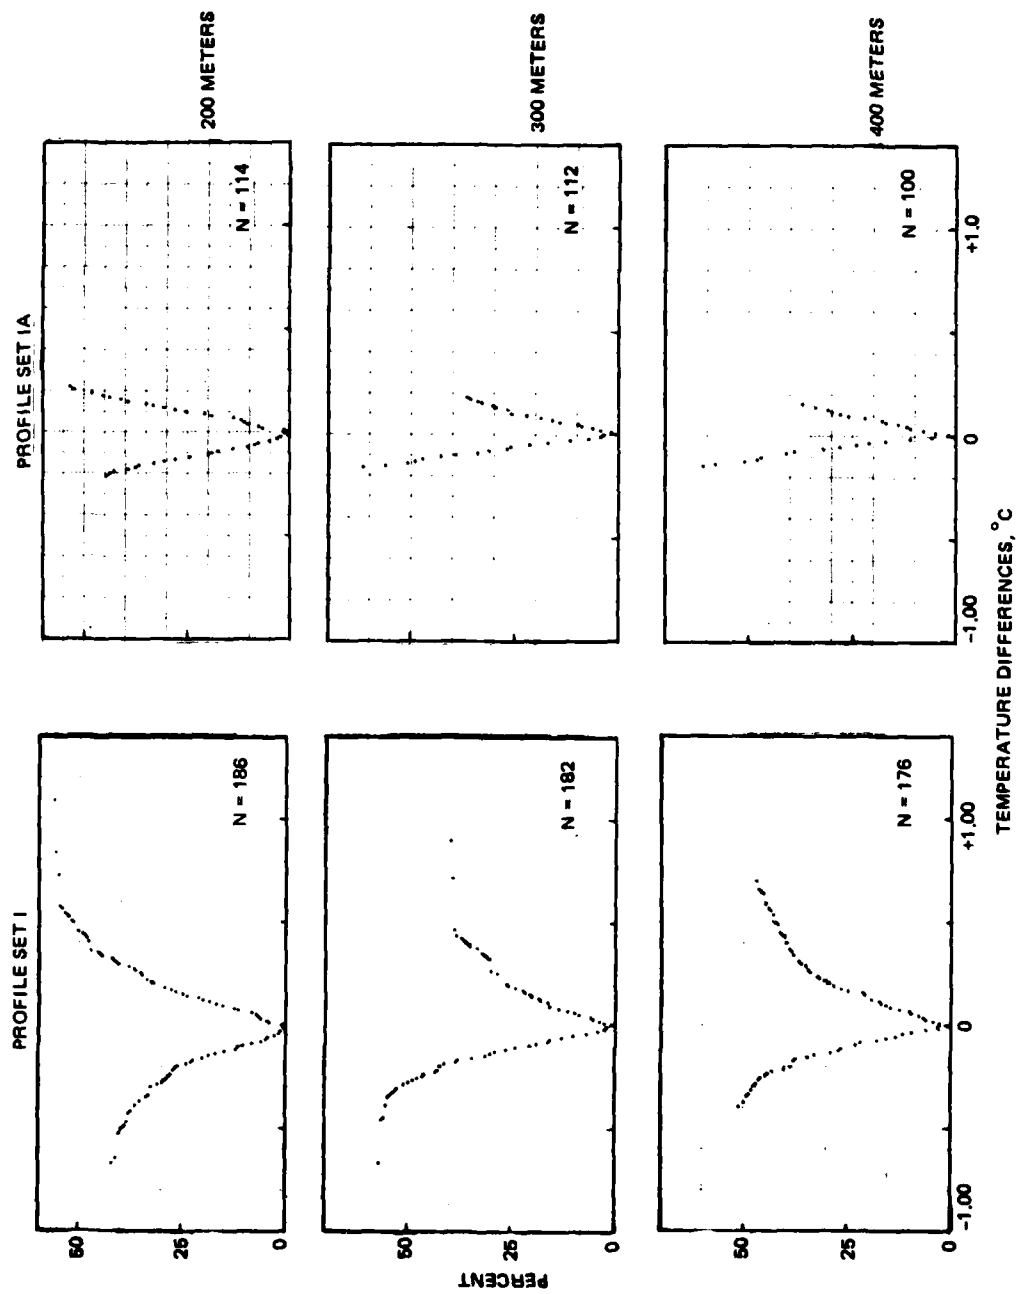 PROFILE SET I
PROFILE SET IA
50
25
0
N = 186
N = 114
200 METERS
PERCENT
50
25
0
N = 182
N = 112
300 METERS
50
25
0
N = 176
N = 100
400 METERS
-1.00
0
+1.00
-1.00
0
+1.0
TEMPERATURE DIFFERENCES, °C